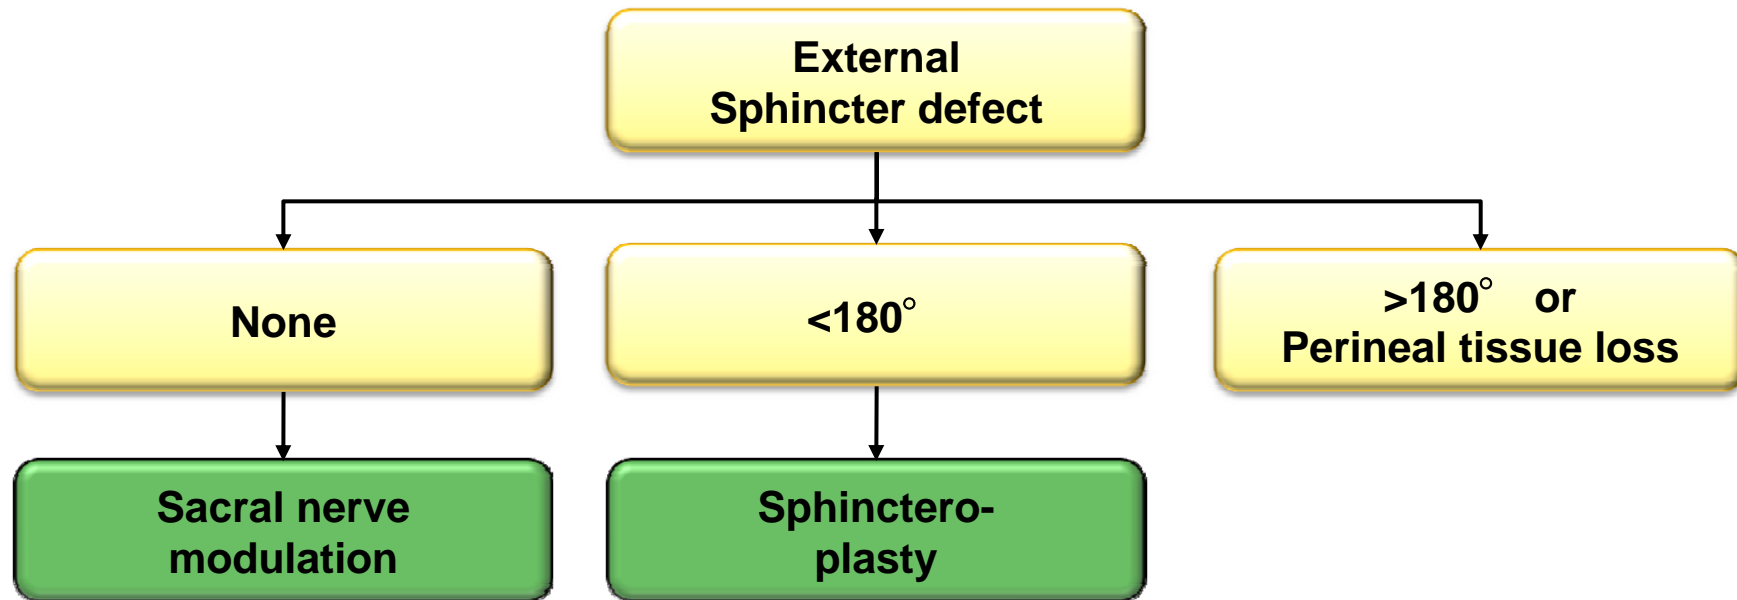 External
Sphincter defect
None
<180°
>180° or
Perineal tissue loss
Sacral nerve
modulation
Sphinctero-
plasty